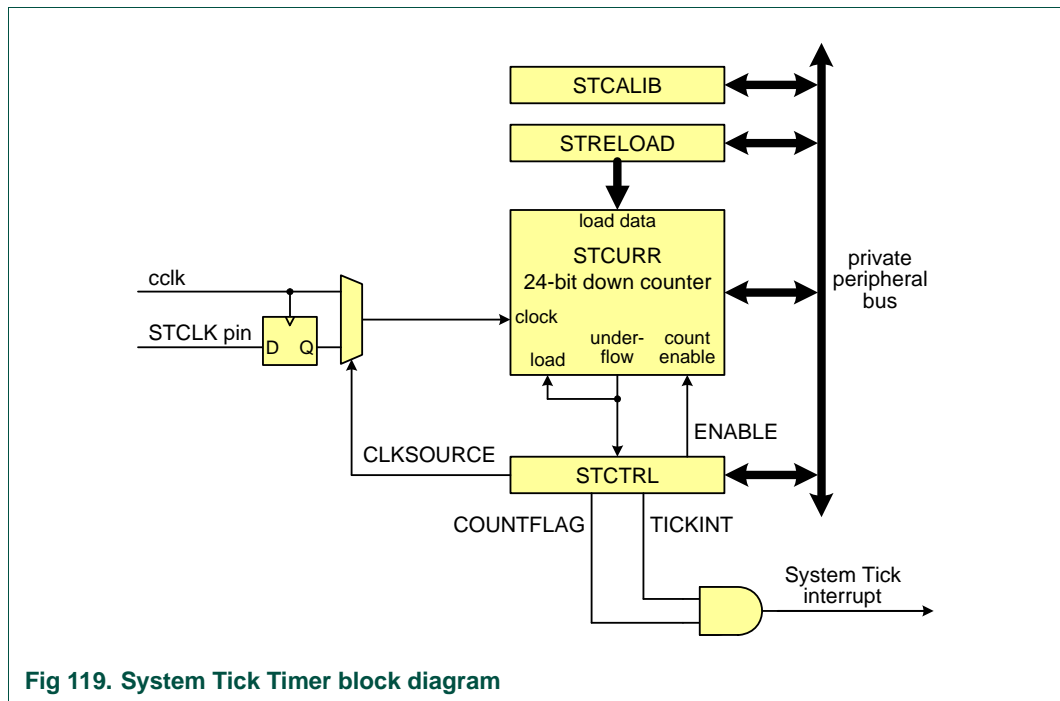 STCALIB
STRELOAD
load data
STCURR
24-bit down counter
private
peripheral
bus
cclk
clock
STCLK pin
D Q
under-
flow
count
enable
load
ENABLE
CLKSOURCE
STCTRL
COUNTFLAG
TICKINT
System Tick
interrupt
Fig 119. System Tick Timer block diagram